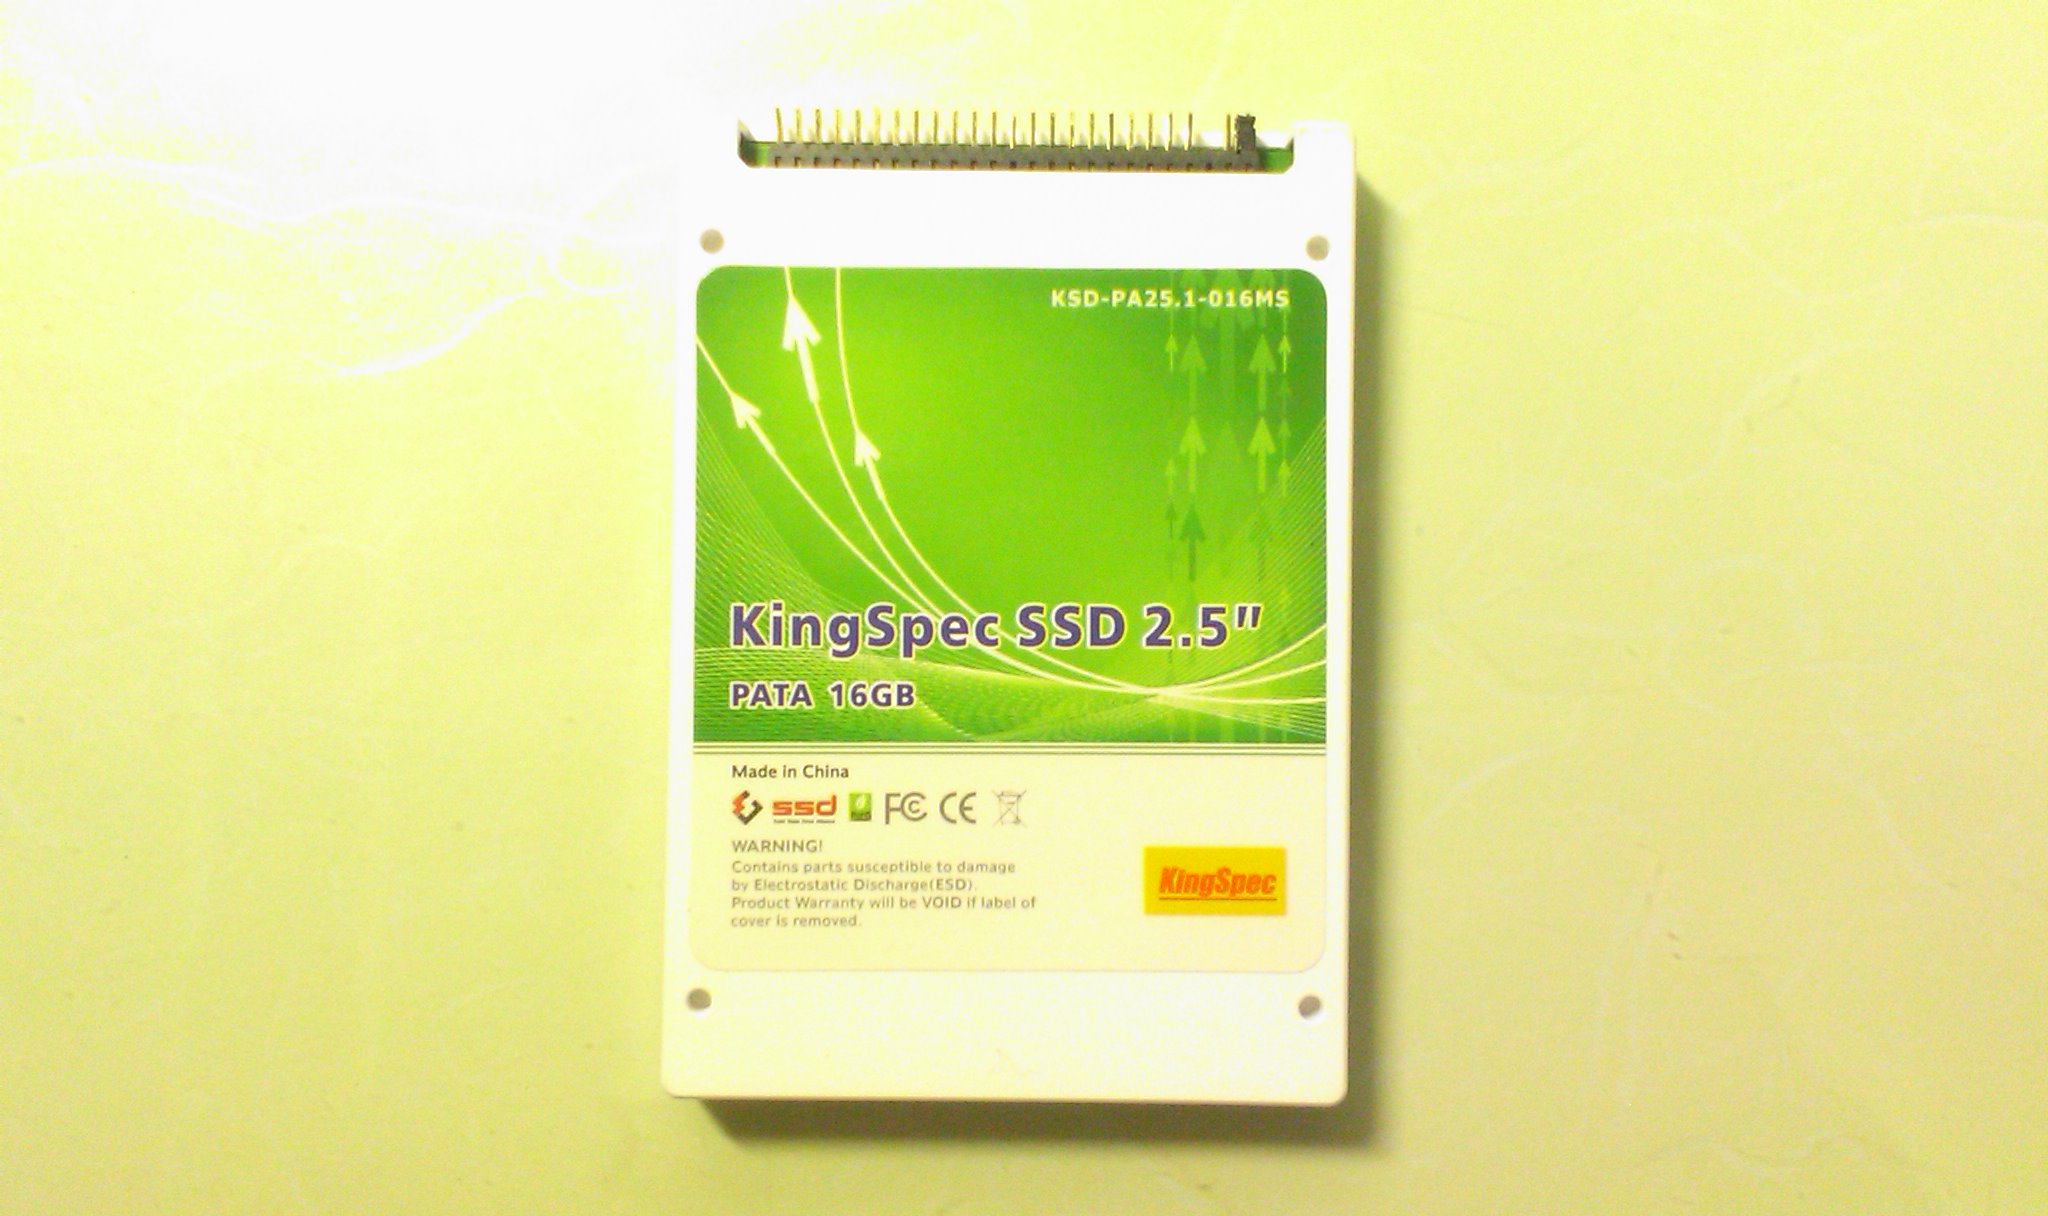 KSD-PA25.1-016MS
KingSpec SSD 2.5"
PATA 16GB
Made in China
ssd
FC CE
WARNING!
Contains parts susceptible to damage
by Electrostatic Discharge(ESD).
Product Warranty will be VOID if label of
cover is removed.
KingSpec